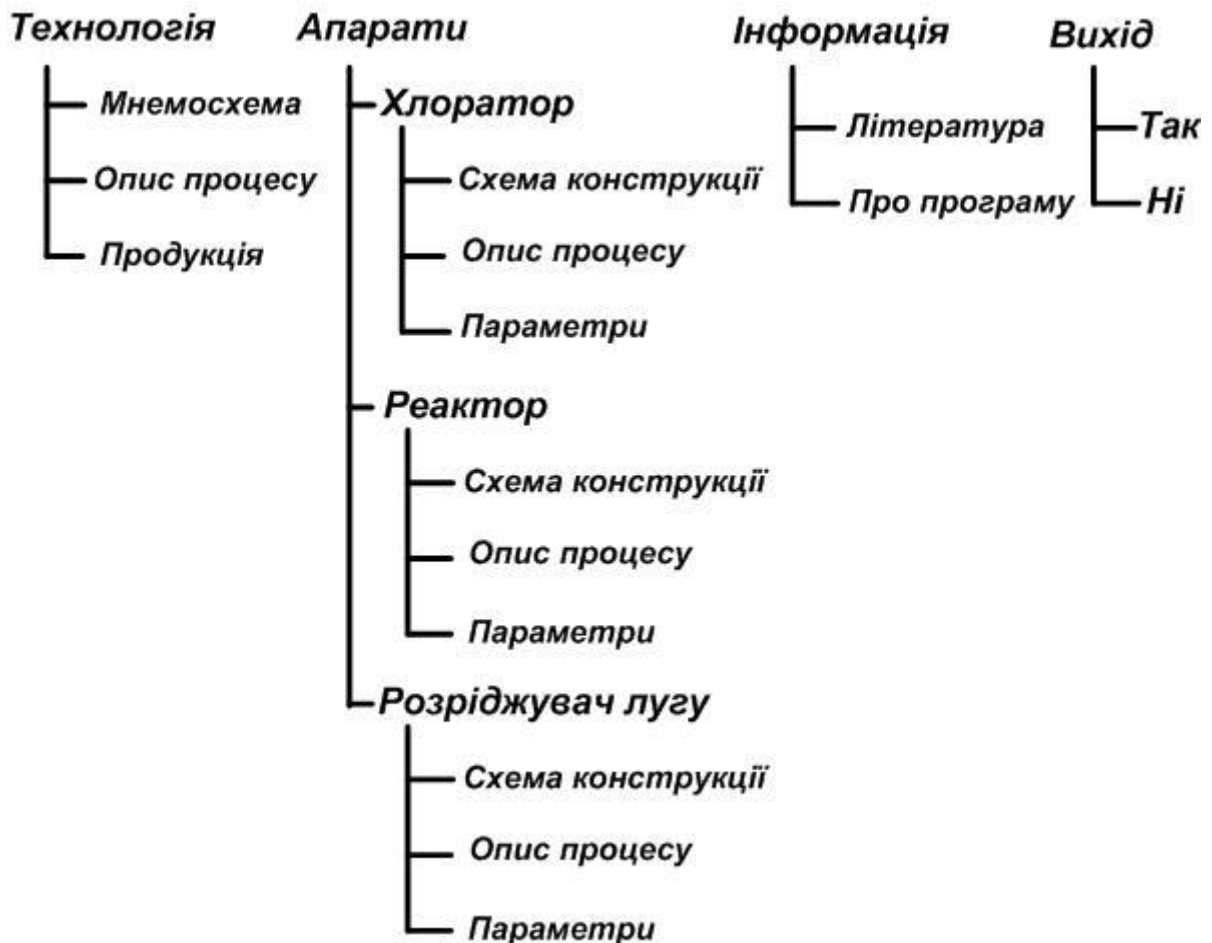 Технологія
Мнемосхема
Опис процесу
Продукція
Апарати
Хлоратор
Схема конструкції
Опис процесу
Параметри
Реактор
Схема конструкції
Опис процесу
Параметри
Розріджувач лугу
Схема конструкції
Опис процесу
Параметри
Інформація
Література
Про програму
Вихід
Так
Ні